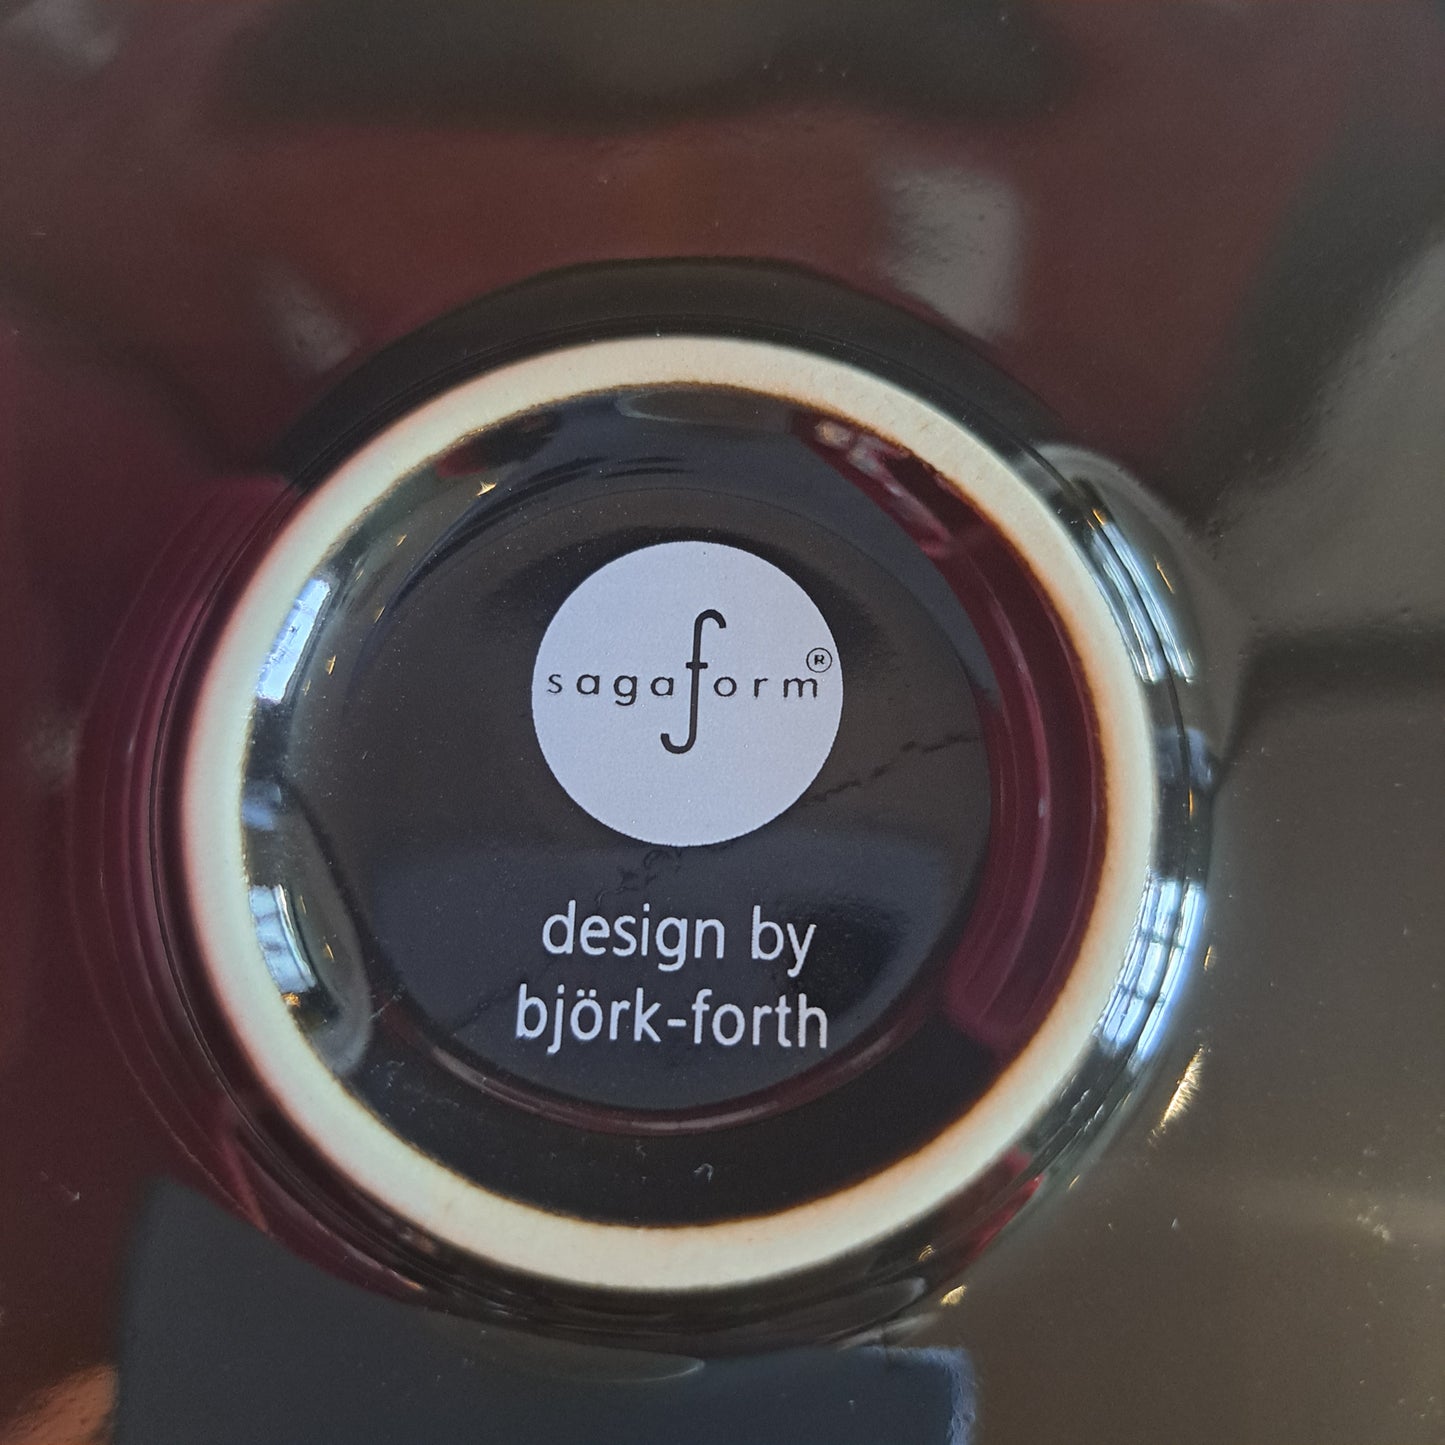 sagaform®
design by
björk-forth